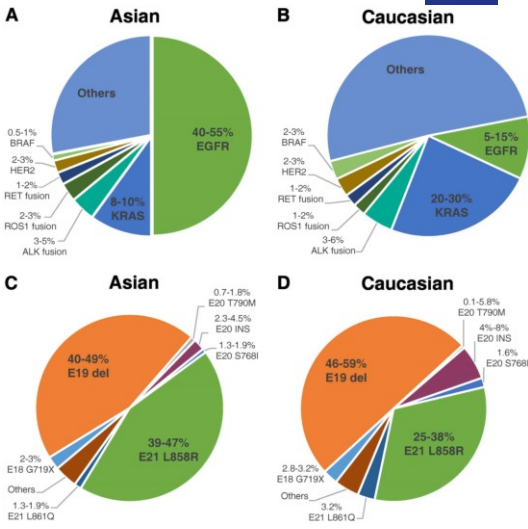 A Asian
Others
0.5-1%
BRAF
2-3%
HER2
1-2%
RET fusion
2-3%
ROS1 fusion
3-5%
ALK fusion
8-10%
KRAS
40-55%
EGFR
B Caucasian
Others
2-3%
BRAF
2-3%
HER2
1-2%
RET fusion
1-2%
ROS1 fusion
3-6%
ALK fusion
20-30%
KRAS
5-15%
EGFR
C Asian
0.7-1.8%
E20 T790M
2.3-4.5%
E20 INS
1.3-1.9%
E20 S768I
40-49%
E19 del
39-47%
E21 L858R
2-3%
E18 G719X
Others
1.3-1.9%
E21 L861Q
D Caucasian
0.1-5.8%
E20 T790M
4%-8%
E20 INS
1.6%
E20 S768I
46-59%
E19 del
25-38%
E21 L858R
2.8-3.2%
E18 G719X
Others
3.2%
E21 L861Q